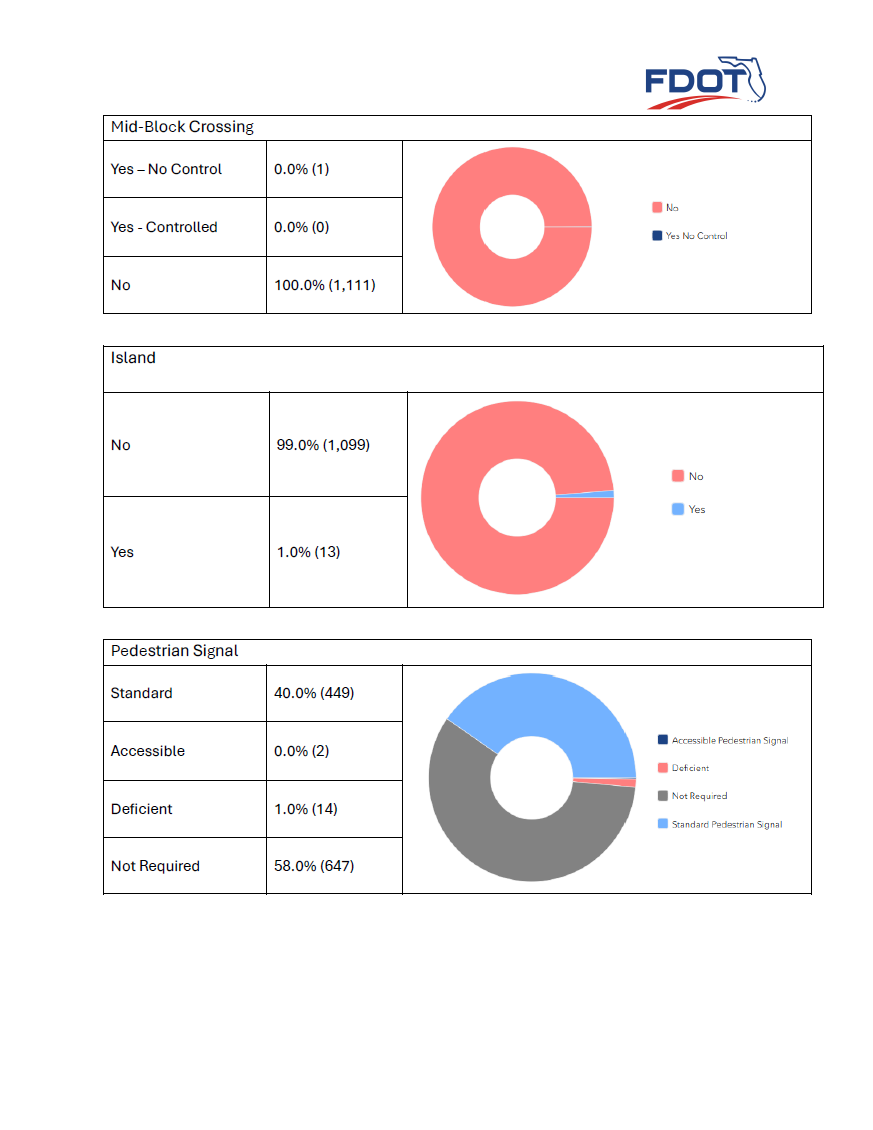 FDOT
Mid-Block Crossing
Yes – No Control 0.0% (1)
Yes - Controlled 0.0% (0)
No 100.0% (1,111)
No
Yes No Control
Island
No 99.0% (1,099)
Yes 1.0% (13)
No
Yes
Pedestrian Signal
Standard 40.0% (449)
Accessible 0.0% (2)
Deficient 1.0% (14)
Not Required 58.0% (647)
Accessible Pedestrian Signal
Deficient
Not Required
Standard Pedestrian Signal